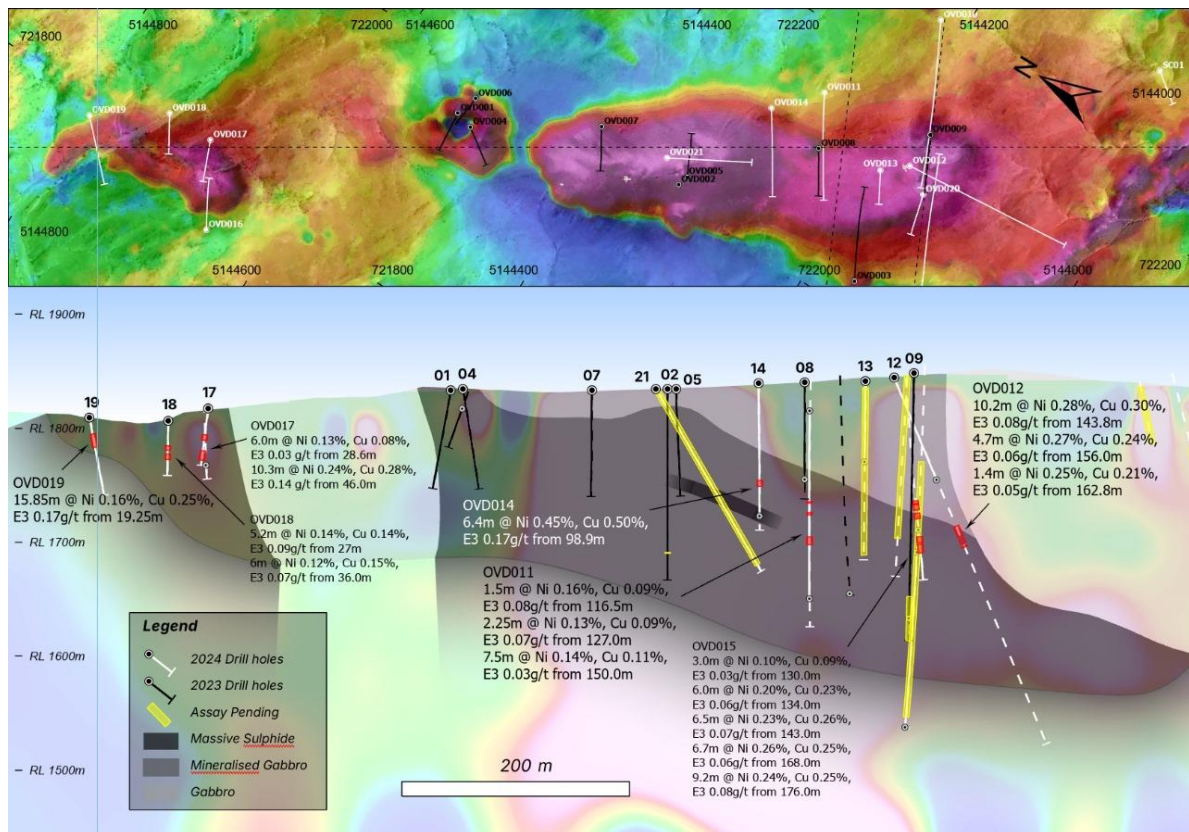 721800
722000
5144600
5144400
722200
OVD010
5144200
SC01
5144000
N
OVD019
OVD018
OVD017
OVD016
OVD006
OVD001
OVD004
OVD007
OVD021
OVD005
OVD002
OVD014
OVD011
OVD008
OVD013
OVD012
OVD009
OVD020
OVD003
5144800
5144600
721800
5144400
722000
5144000
722200
RL 1900m
RL 1800m
RL 1700m
RL 1600m
RL 1500m
19
18
17
01
04
07
21
02
05
14
08
13
12
09
OVD019
15.85m @ Ni 0.16%, Cu 0.25%,
E3 0.17g/t from 19.25m
OVD017
6.0m @ Ni 0.13%, Cu 0.08%,
E3 0.03 g/t from 28.6m
10.3m @ Ni 0.24%, Cu 0.28%,
E3 0.14 g/t from 46.0m
OVD018
5.2m @ Ni 0.14%, Cu 0.14%,
E3 0.09g/t from 27m
6m @ Ni 0.12%, Cu 0.15%,
E3 0.07g/t from 36.0m
OVD014
6.4m @ Ni 0.45%, Cu 0.50%,
E3 0.17g/t from 98.9m
OVD011
1.5m @ Ni 0.16%, Cu 0.09%,
E3 0.08g/t from 116.5m
2.25m @ Ni 0.13%, Cu 0.09%,
E3 0.07g/t from 127.0m
7.5m @ Ni 0.14%, Cu 0.11%,
E3 0.03g/t from 150.0m
OVD012
10.2m @ Ni 0.28%, Cu 0.30%,
E3 0.08g/t from 143.8m
4.7m @ Ni 0.27%, Cu 0.24%,
E3 0.06g/t from 156.0m
1.4m @ Ni 0.25%, Cu 0.21%,
E3 0.05g/t from 162.8m
OVD015
3.0m @ Ni 0.10%, Cu 0.09%,
E3 0.03g/t from 130.0m
6.0m @ Ni 0.20%, Cu 0.23%,
E3 0.06g/t from 134.0m
6.5m @ Ni 0.23%, Cu 0.26%,
E3 0.07g/t from 143.0m
6.7m @ Ni 0.26%, Cu 0.25%,
E3 0.06g/t from 168.0m
9.2m @ Ni 0.24%, Cu 0.25%,
E3 0.08g/t from 176.0m
Legend
2024 Drill holes
2023 Drill holes
Assay Pending
Massive Sulphide
Mineralised Gabbro
Gabbro
200 m